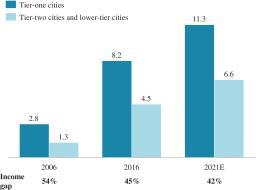 Tier-one cities
Tier-two cities and lower-tier cities
11.3
8.2
6.6
4.5
2.8
1.3
2006 2016 2021E
Income
gap 54% 45% 42%